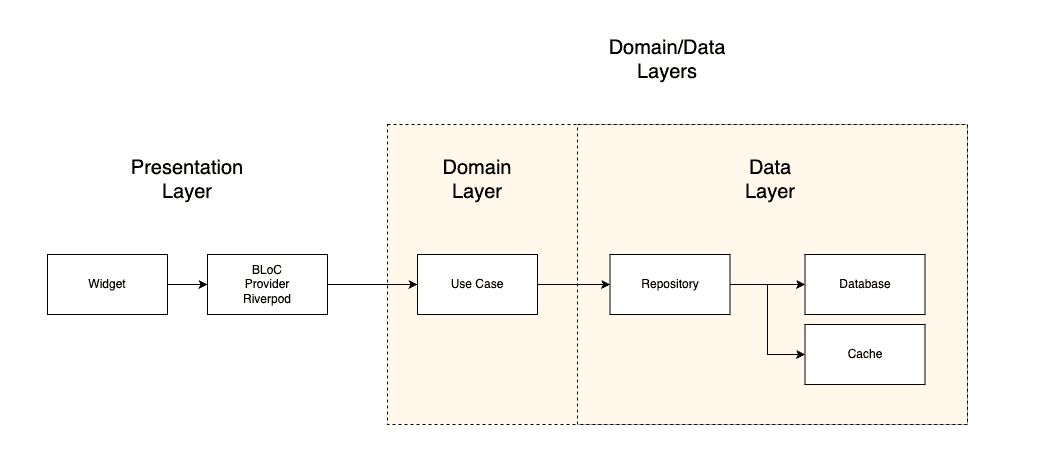 Domain/Data
Layers
Presentation
Layer
Domain
Layer
Data
Layer
Widget
BLoC
Provider
Riverpod
Use Case
Repository
Database
Cache